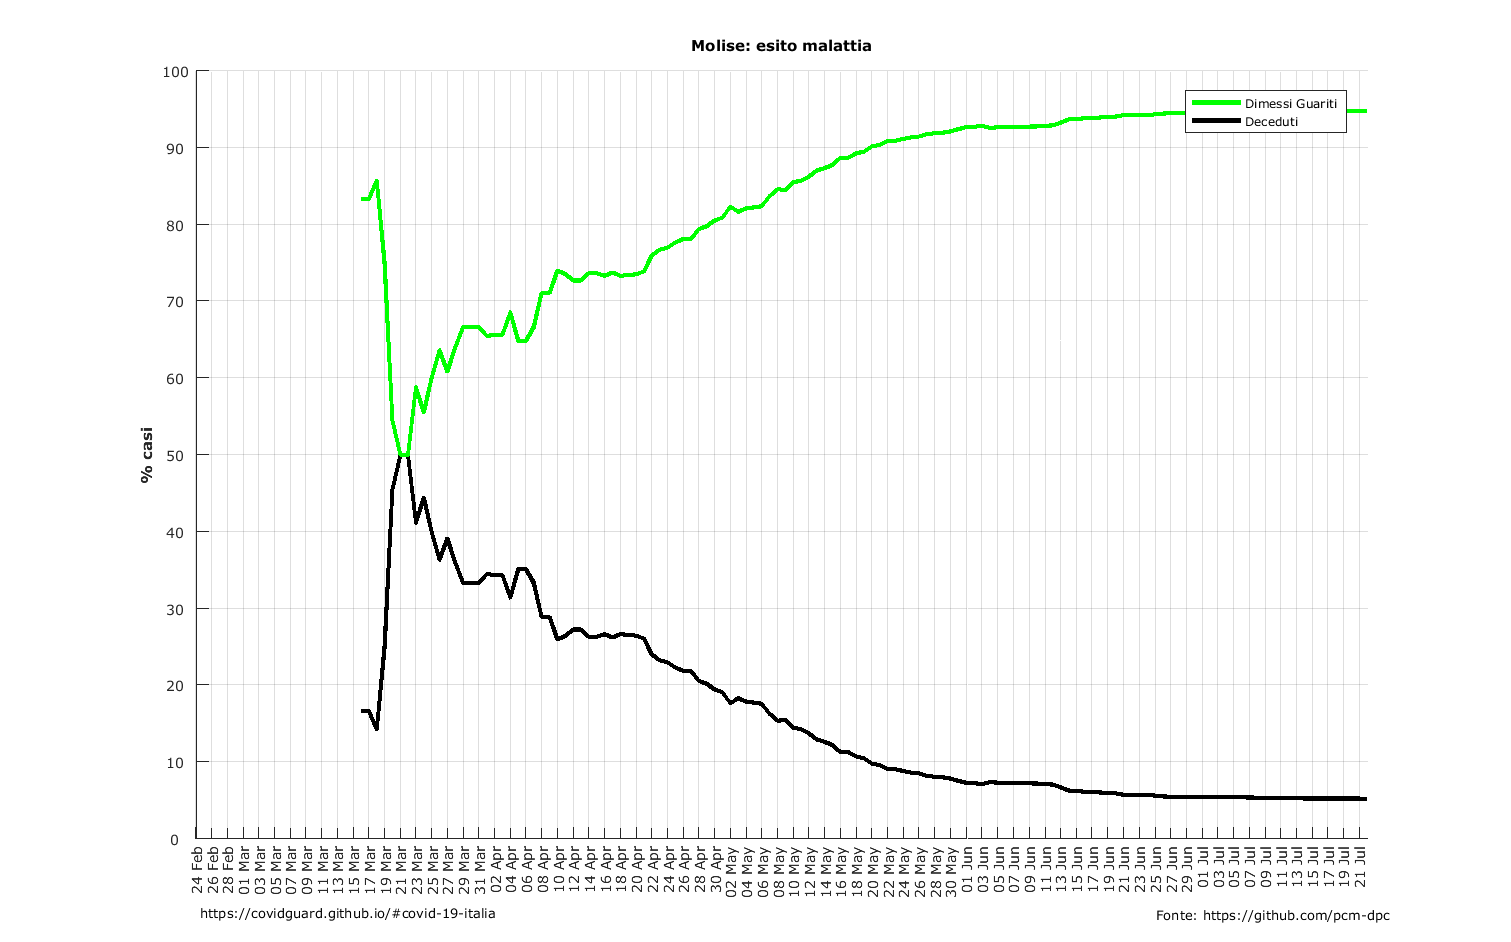 Molise: esito malattia
100
90
80
70
60
50
40
30
20
10
0
% casi
Dimessi Guariti
Deceduti
24 Feb
26 Feb
28 Feb
01 Mar
03 Mar
05 Mar
07 Mar
09 Mar
11 Mar
13 Mar
15 Mar
17 Mar
19 Mar
21 Mar
23 Mar
25 Mar
27 Mar
29 Mar
31 Mar
02 Apr
04 Apr
06 Apr
08 Apr
10 Apr
12 Apr
14 Apr
16 Apr
18 Apr
20 Apr
22 Apr
24 Apr
26 Apr
28 Apr
30 Apr
02 May
04 May
06 May
08 May
10 May
12 May
14 May
16 May
18 May
20 May
22 May
24 May
26 May
28 May
30 May
01 Jun
03 Jun
05 Jun
07 Jun
09 Jun
11 Jun
13 Jun
15 Jun
17 Jun
19 Jun
21 Jun
23 Jun
25 Jun
27 Jun
29 Jun
01 Jul
03 Jul
05 Jul
07 Jul
09 Jul
11 Jul
13 Jul
15 Jul
17 Jul
19 Jul
21 Jul
https://covidguard.github.io/#covid-19-italia
Fonte: https://github.com/pcm-dpc